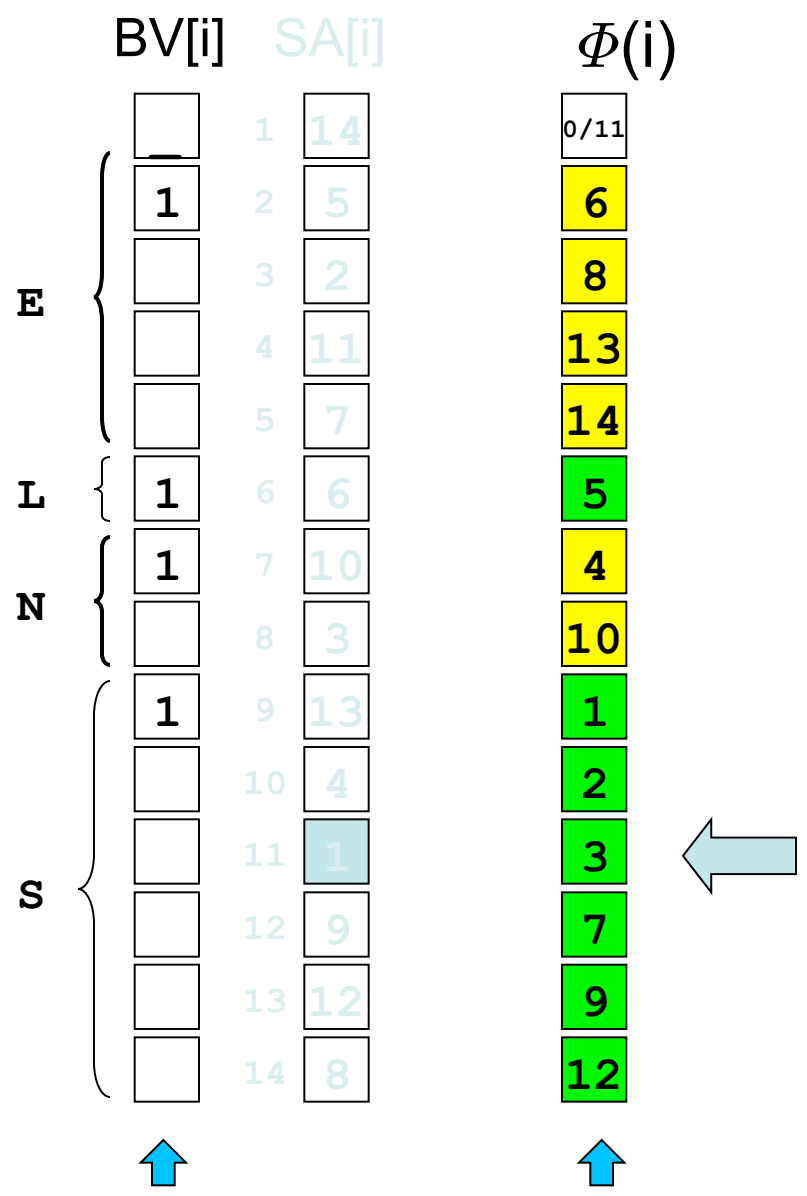 BV[i] SA[i] Φ(i)
_ 1 14 0/11
1 2 5 6
3 2 8
E
4 11 13
5 7 14
L 1 6 6 5
1 7 10 4
N
8 3 10
1 9 13 1
10 4 2
11 1 3
S
12 9 7
13 12 9
14 8 12